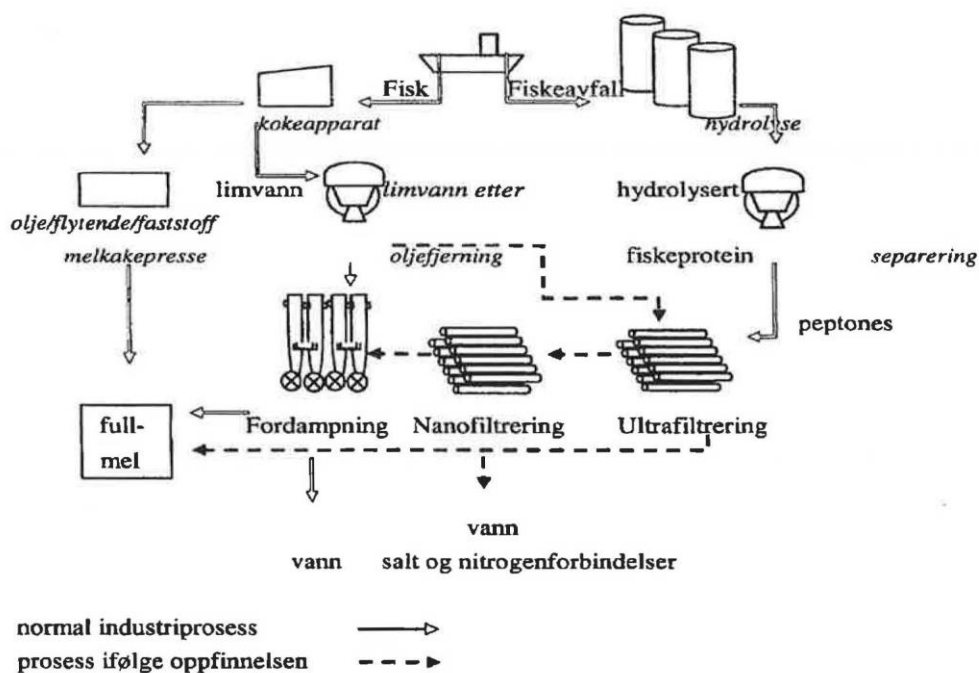 Fisk Fiskeavfall
kokeapparat hydrolyse
limvann limvann etter hydrolysert
olje/flytende/faststoff
melkakepresse oljefjerning fiskeprotein separering
peptones
full- Fordampning Nanofiltrering Ultrafiltrering
mel
vann
vann salt og nitrogenforbindelser
normal industriprosess
prosess ifølge oppfinnelsen